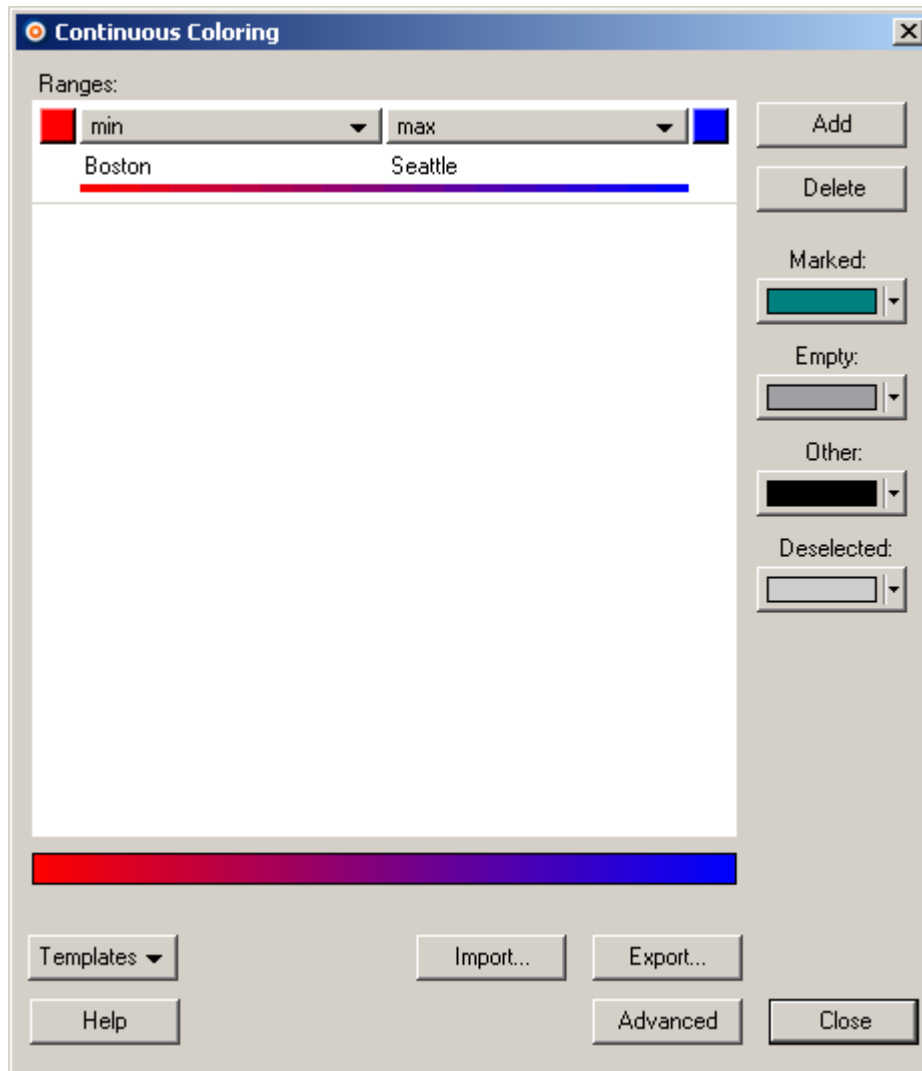 Continuous Coloring
Ranges:
min max
Boston Seattle
Add
Delete
Marked:
Empty:
Other:
Deselected:
Templates Import... Export...
Help Advanced Close